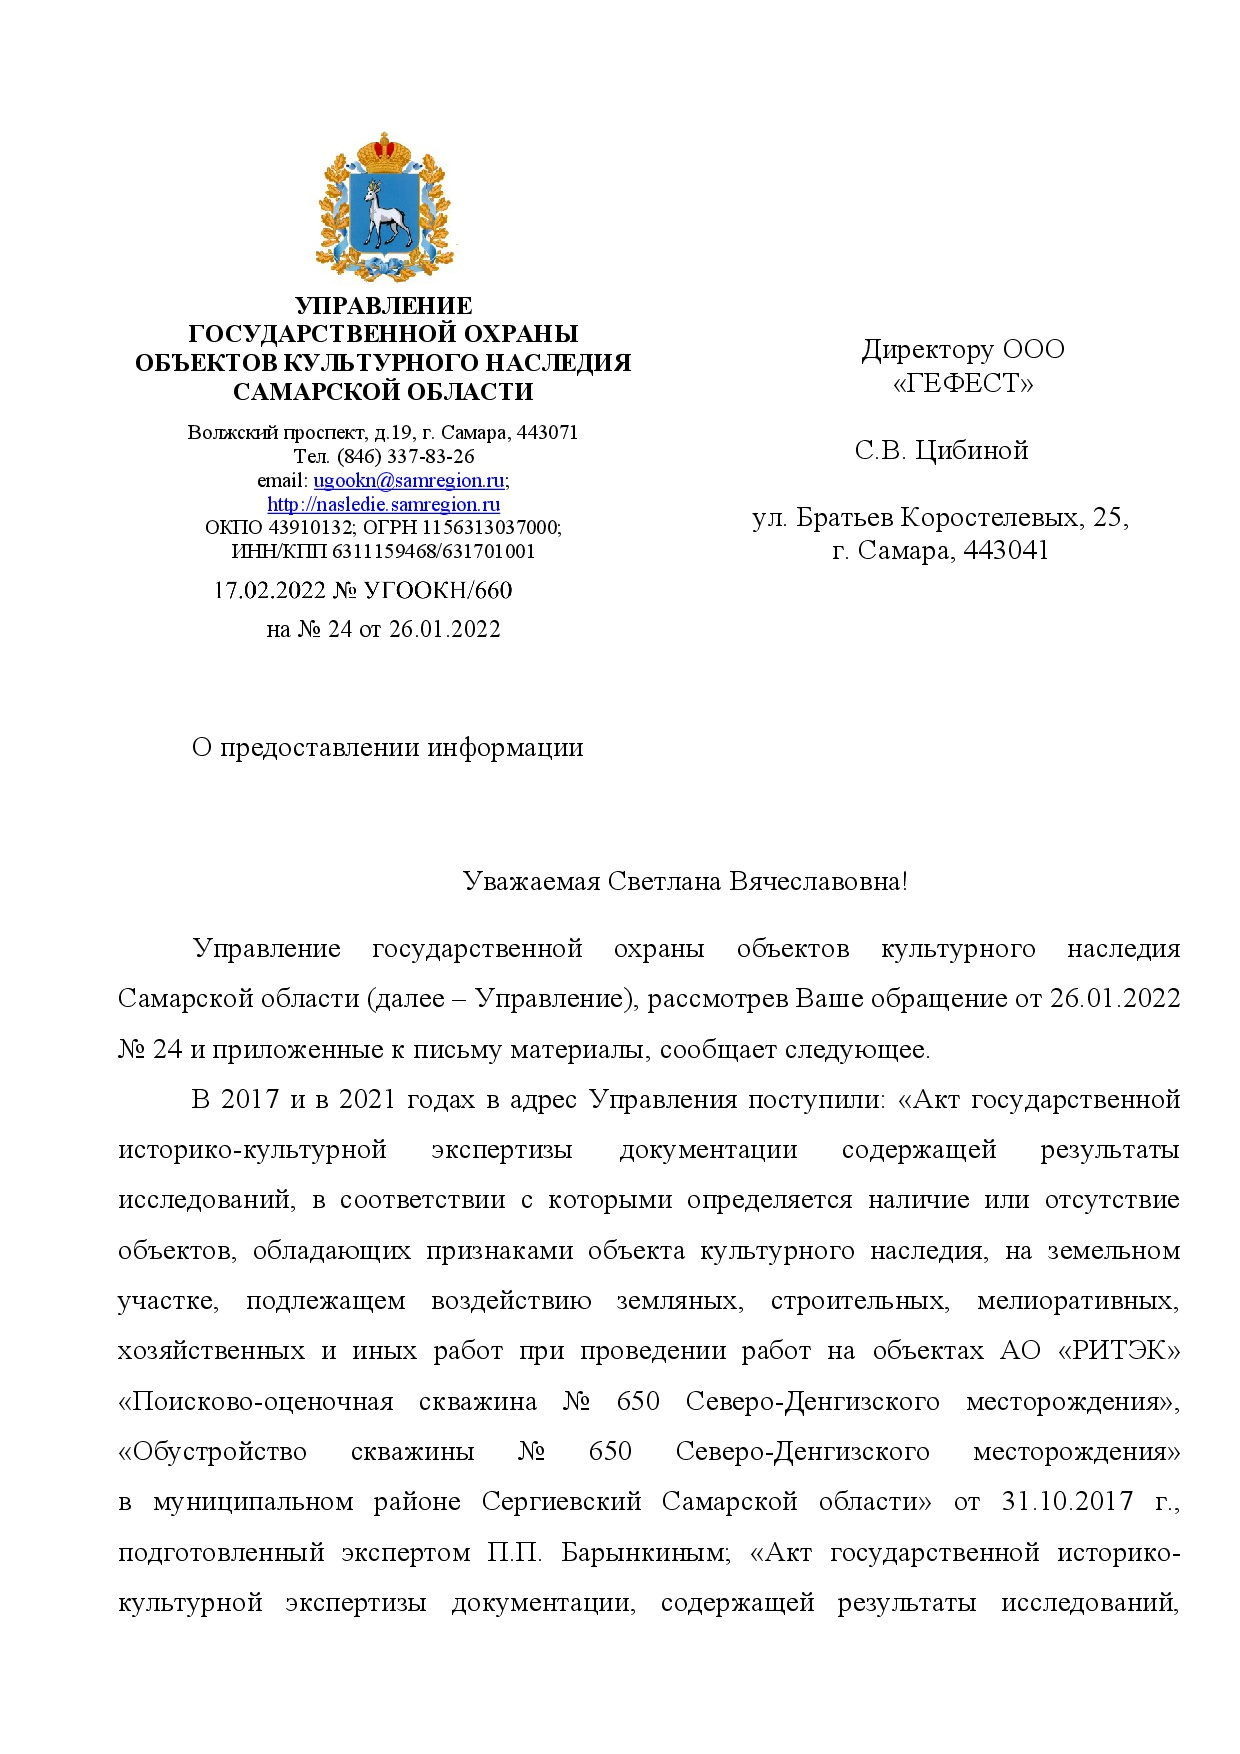 УПРАВЛЕНИЕ
ГОСУДАРСТВЕННОЙ ОХРАНЫ
ОБЪЕКТОВ КУЛЬТУРНОГО НАСЛЕДИЯ
САМАРСКОЙ ОБЛАСТИ
Волжский проспект, д.19, г. Самара, 443071
Тел. (846) 337-83-26
email: ugookn@samregion.ru;
http://nasledie.samregion.ru
ОКПО 43910132; ОГРН 1156313037000;
ИНН/КПП 6311159468/631701001
17.02.2022 № УГООКН/660
на № 24 от 26.01.2022
Директору ООО
«ГЕФЕСТ»
С.В. Цибиной
ул. Братьев Коростелевых, 25,
г. Самара, 443041
О предоставлении информации
Уважаемая Светлана Вячеславовна!
Управление государственной охраны объектов культурного наследия
Самарской области (далее – Управление), рассмотрев Ваше обращение от 26.01.2022
№ 24 и приложенные к письму материалы, сообщает следующее.
В 2017 и в 2021 годах в адрес Управления поступили: «Акт государственной
историко-культурной экспертизы документации содержащей результаты
исследований, в соответствии с которыми определяется наличие или отсутствие
объектов, обладающих признаками объекта культурного наследия, на земельном
участке, подлежащем воздействию земляных, строительных, мелиоративных,
хозяйственных и иных работ при проведении работ на объектах АО «РИТЭК»
«Поисково-оценочная скважина № 650 Северо-Денгизского месторождения»,
«Обустройство скважины № 650 Северо-Денгизского месторождения»
в муниципальном районе Сергиевский Самарской области» от 31.10.2017 г.,
подготовленный экспертом П.П. Барынкиным; «Акт государственной историко-
культурной экспертизы документации, содержащей результаты исследований,